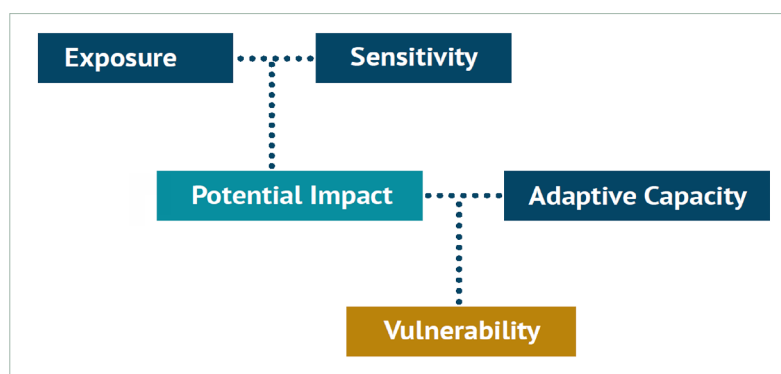 Exposure
Sensitivity
Potential Impact
Adaptive Capacity
Vulnerability